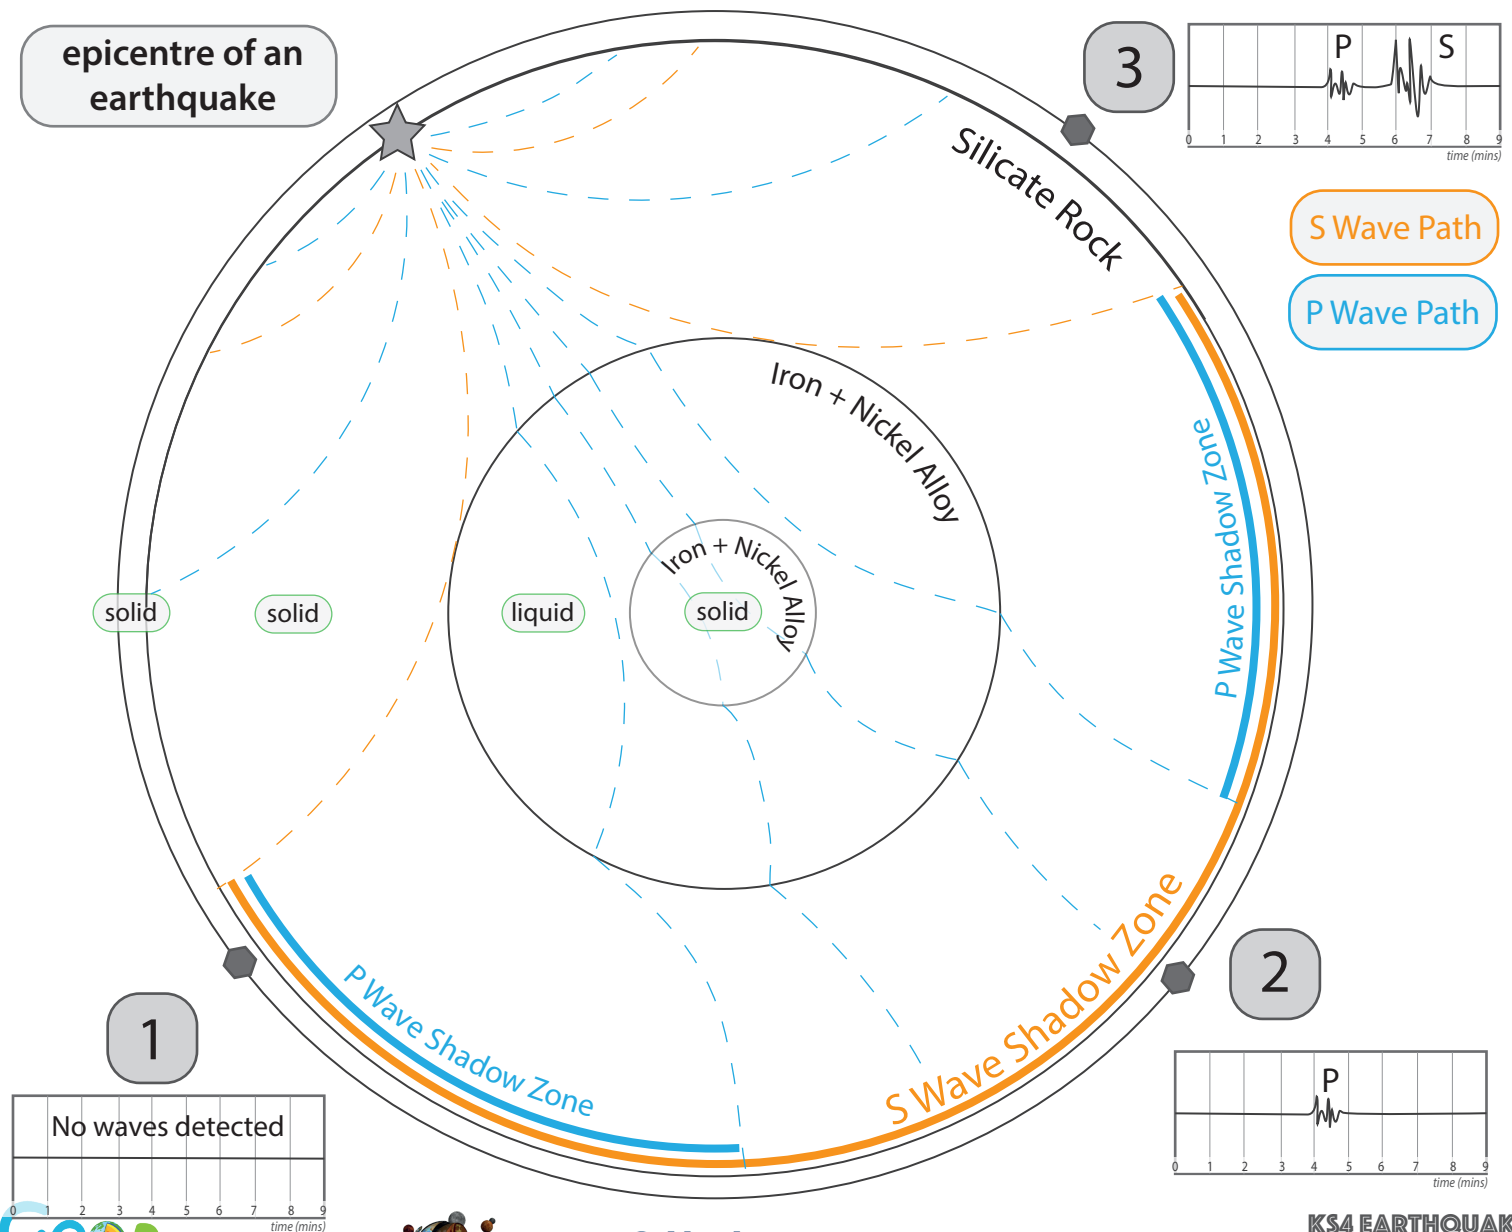 epicentre of an
earthquake
3
P
S
0 1 2 3 4 5 6 7 8 9
time (mins)
S Wave Path
P Wave Path
Silicate Rock
Iron + Nickel Alloy
Iron + Nickel Alloy
P Wave Shadow Zone
solid
solid
liquid
solid
P Wave Shadow Zone
S Wave Shadow Zone
2
P
0 1 2 3 4 5 6 7 8 9
time (mins)
1
No waves detected
0 1 2 3 4 5 6 7 8 9
time (mins)
KS4 EARTHQUAK